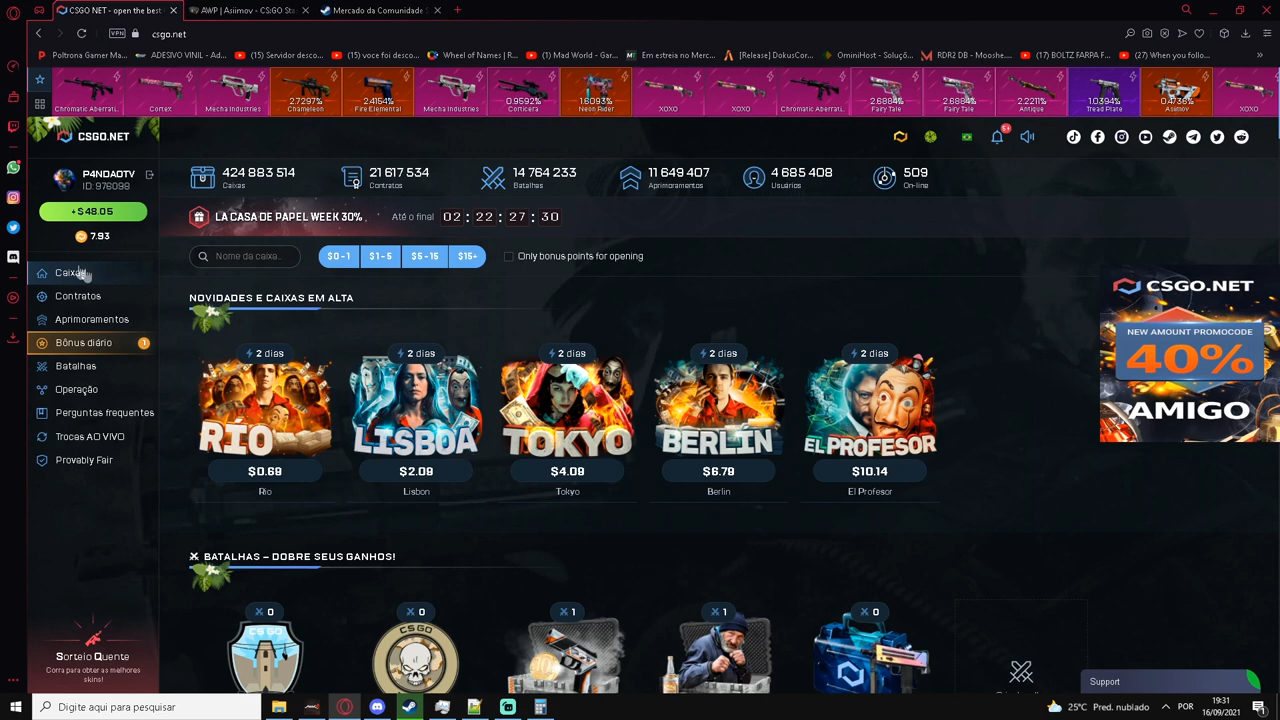 CSGO.NET - open the best
AWP | Asiimov - CS:GO St
Mercado da Comunidade S
VPN
csgo.net
Poltrona Gamer Ma...
ADESIVO VINIL - Ad...
(15) Servidor desco...
(15) voce foi desco...
Wheel of Names | R...
(1) Mad World - Gar...
Em estreia no Merc...
[Release] DokusCor...
OminiHost - Soluçõ...
RDR2 DB - Mooshe...
(17) BOLTZ FARPA F...
(27) When you follo...
2.7297%
2.4154%
0.9592%
1.6093%
2.6884%
2.6884%
2.2211%
1.0394%
0.4736%
Chromatic Aberrati...
Cortex
Mecha Industries
Chameleon
Fire Elemental
Mecha Industries
Corticera
Neon Rider
XOXO
XOXO
Chromatic Aberrati...
Fairy Tale
Fairy Tale
Antique
Tread Plate
Asiimov
XOXO
CSGO.NET
5+
P4NDAOTV
ID: 976098
+$48.05
7.93
424 883 514
Caixas
21 617 534
Contratos
14 764 233
Batalhas
11 649 407
Aprimoramentos
4 685 408
Usuários
509
On-line
LA CASA DE PAPEL WEEK 30%
Até o final
02 : 22 : 27 : 30
Nome da caixa...
$0-1
$1-5
$5-15
$15+
Only bonus points for opening
Caixas
Contratos
Aprimoramentos
Bônus diário
1
Batalhas
Operação
Perguntas frequentes
Trocas AO VIVO
Provably Fair
NOVIDADES E CAIXAS EM ALTA
2 dias
2 dias
2 dias
2 dias
2 dias
RÍO
LISBOA
TOKYO
BERLIN
EL PROFESOR
$0.69
$2.09
$4.09
$6.79
$10.14
Rio
Lisbon
Tokyo
Berlin
El Profesor
CSGO.NET
NEW AMOUNT PROMOCODE
40%
AMIGO
BATALHAS – DOBRE SEUS GANHOS!
0
0
1
1
0
CS GO
CS GO
Sorteio Quente
Corra para obter as melhores
skins!
Support
Digite aqui para pesquisar
25°C
Pred. nublado
POR
19:31
16/09/2021
1